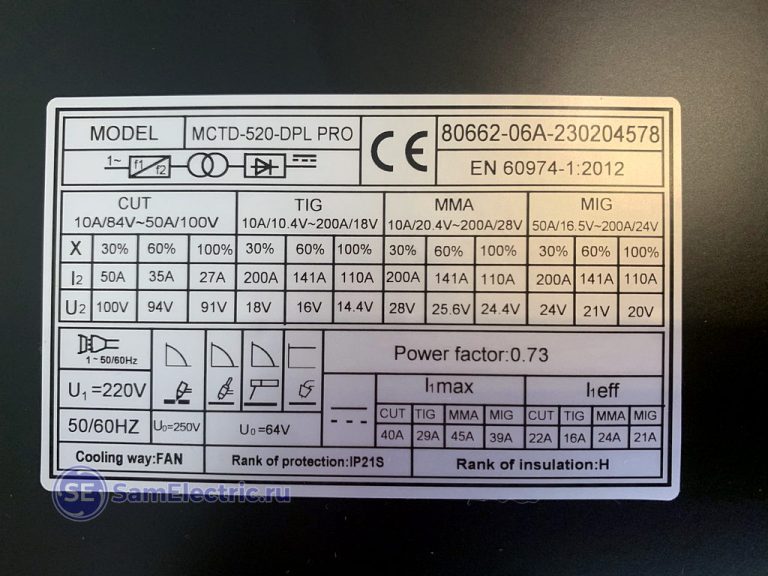 MODEL MCTD-520-DPL PRO CE 80662-06A-230204578
1~ f1 f2 EN 60974-1:2012
CUT TIG MMA MIG
10A/84V~50A/100V 10A/10.4V~200A/18V 10A/20.4V~200A/28V 50A/16.5V~200A/24V
X 30% 60% 100% 30% 60% 100% 30% 60% 100% 30% 60% 100%
I2 50A 35A 27A 200A 141A 110A 200A 141A 110A 200A 141A 110A
U2 100V 94V 91V 18V 16V 14.4V 28V 25.6V 24.4V 24V 21V 20V
1~50/60Hz
Power factor:0.73
U1=220V
I1max I1eff
CUT TIG MMA MIG CUT TIG MMA MIG
50/60HZ U0=250V U0=64V 40A 29A 45A 39A 22A 16A 24A 21A
Cooling way:FAN Rank of protection:IP21S Rank of insulation:H
SE SamElectric.ru